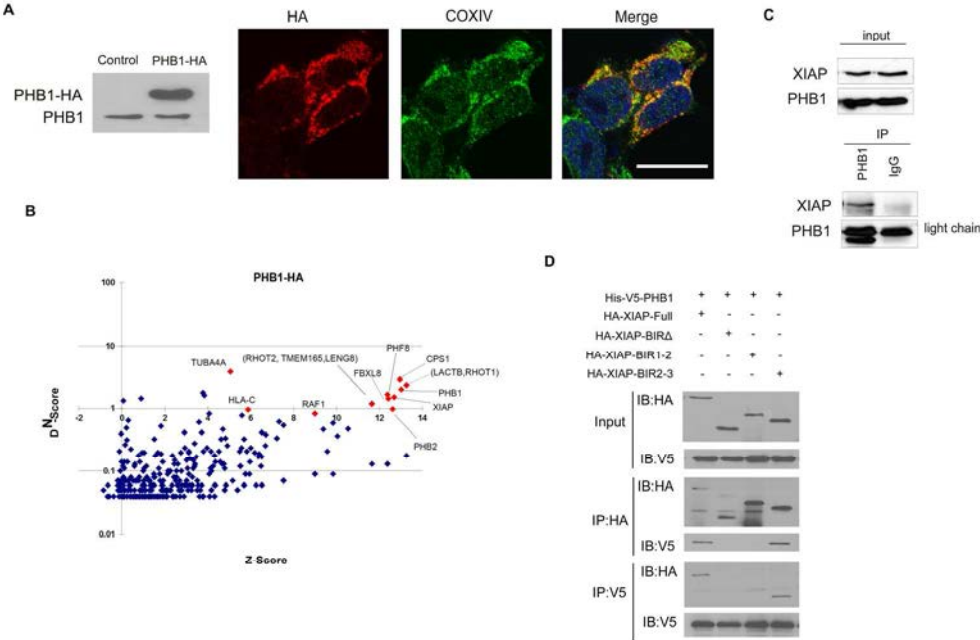 A
HA
COXIV
Merge
Control
PHB1-HA
PHB1-HA
PHB1
B
PHB1-HA
100
10
1
0.1
0.01
-2
0
2
4
6
8
10
12
14
D^N Score
Z Score
TUBA4A
HLA-C
(RHOT2, TMEM165,LENG8)
RAF1
FBXL8
PHF8
CPS1
(LACTB,RHOT1)
PHB1
XIAP
PHB2
C
input
XIAP
PHB1
IP
PHB1
IgG
XIAP
PHB1
light chain
D
His-V5-PHB1 + + + +
HA-XIAP-Full + - - -
HA-XIAP-BIRΔ - + - -
HA-XIAP-BIR1-2 - - + -
HA-XIAP-BIR2-3 - - - +
Input
IB:HA
IB:V5
IP:HA
IB:HA
IB:V5
IP:V5
IB:HA
IB:V5